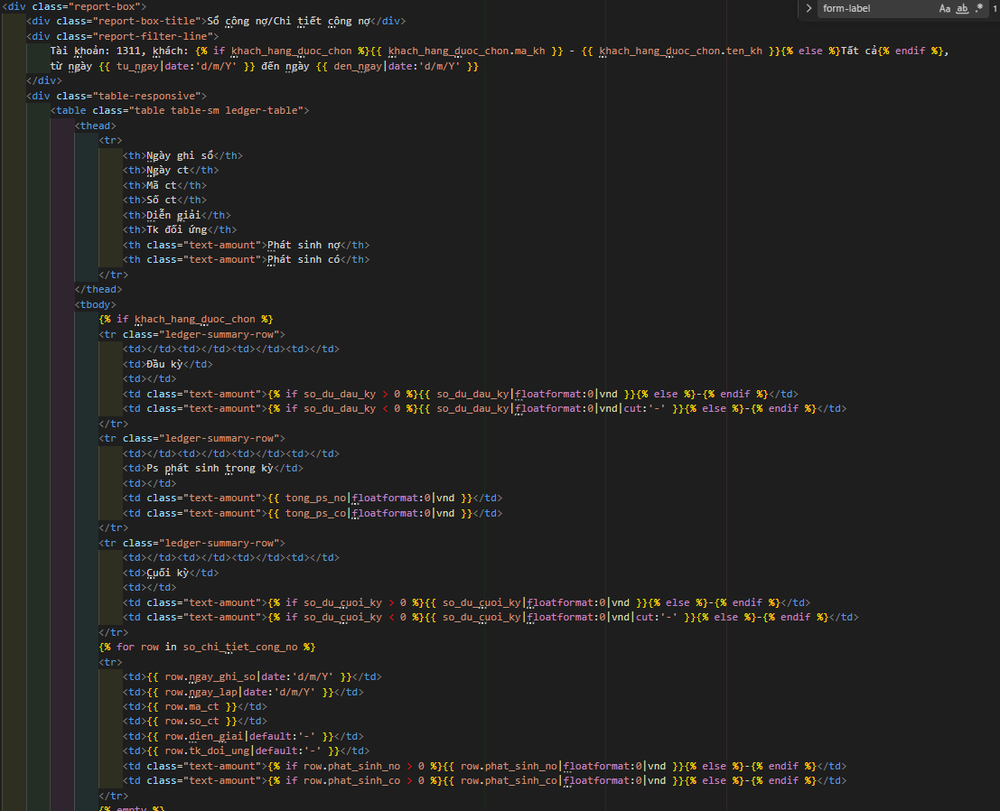 <div class="report-box">
form-label
Aa ab .* 1
<div class="report-box-title">Sổ công nợ/Chi tiết công nợ</div>
<div class="report-filter-line">
Tài khoản: 1311, khách: {% if khach_hang_duoc_chon %}{{ khach_hang_duoc_chon.ma_kh }} - {{ khach_hang_duoc_chon.ten_kh }}{% else %}Tất cả{% endif %},
từ ngày {{ tu_ngay|date:'d/m/Y' }} đến ngày {{ den_ngay|date:'d/m/Y' }}
</div>
<div class="table-responsive">
<table class="table table-sm ledger-table">
<thead>
<tr>
<th>Ngày ghi sổ</th>
<th>Ngày ct</th>
<th>Mã ct</th>
<th>Số ct</th>
<th>Diễn giải</th>
<th>Tk đối ứng</th>
<th class="text-amount">Phát sinh nợ</th>
<th class="text-amount">Phát sinh có</th>
</tr>
</thead>
<tbody>
{% if khach_hang_duoc_chon %}
<tr class="ledger-summary-row">
<td></td><td></td><td></td><td></td>
<td>Đầu kỳ</td>
<td></td>
<td class="text-amount">{% if so_du_dau_ky > 0 %}{{ so_du_dau_ky|floatformat:0|vnd }}{% else %}-{% endif %}</td>
<td class="text-amount">{% if so_du_dau_ky < 0 %}{{ so_du_dau_ky|floatformat:0|vnd|cut:'-' }}{% else %}-{% endif %}</td>
</tr>
<tr class="ledger-summary-row">
<td></td><td></td><td></td><td></td>
<td>Ps phát sinh trong kỳ</td>
<td></td>
<td class="text-amount">{{ tong_ps_no|floatformat:0|vnd }}</td>
<td class="text-amount">{{ tong_ps_co|floatformat:0|vnd }}</td>
</tr>
<tr class="ledger-summary-row">
<td></td><td></td><td></td><td></td>
<td>Cuối kỳ</td>
<td></td>
<td class="text-amount">{% if so_du_cuoi_ky > 0 %}{{ so_du_cuoi_ky|floatformat:0|vnd }}{% else %}-{% endif %}</td>
<td class="text-amount">{% if so_du_cuoi_ky < 0 %}{{ so_du_cuoi_ky|floatformat:0|vnd|cut:'-' }}{% else %}-{% endif %}</td>
</tr>
{% for row in so_chi_tiet_cong_no %}
<tr>
<td>{{ row.ngay_ghi_so|date:'d/m/Y' }}</td>
<td>{{ row.ngay_lap|date:'d/m/Y' }}</td>
<td>{{ row.ma_ct }}</td>
<td>{{ row.so_ct }}</td>
<td>{{ row.dien_giai|default:'-' }}</td>
<td>{{ row.tk_doi_ung|default:'-' }}</td>
<td class="text-amount">{% if row.phat_sinh_no > 0 %}{{ row.phat_sinh_no|floatformat:0|vnd }}{% else %}-{% endif %}</td>
<td class="text-amount">{% if row.phat_sinh_co > 0 %}{{ row.phat_sinh_co|floatformat:0|vnd }}{% else %}-{% endif %}</td>
</tr>
{% empty %}